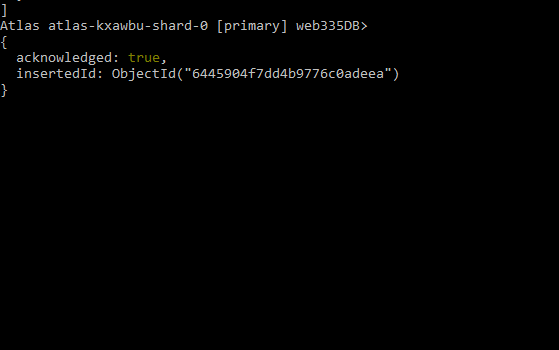 ]
Atlas atlas-kxawbu-shard-0 [primary] web335DB>
{
  acknowledged: true,
  insertedId: ObjectId("6445904f7dd4b9776c0adeea")
}